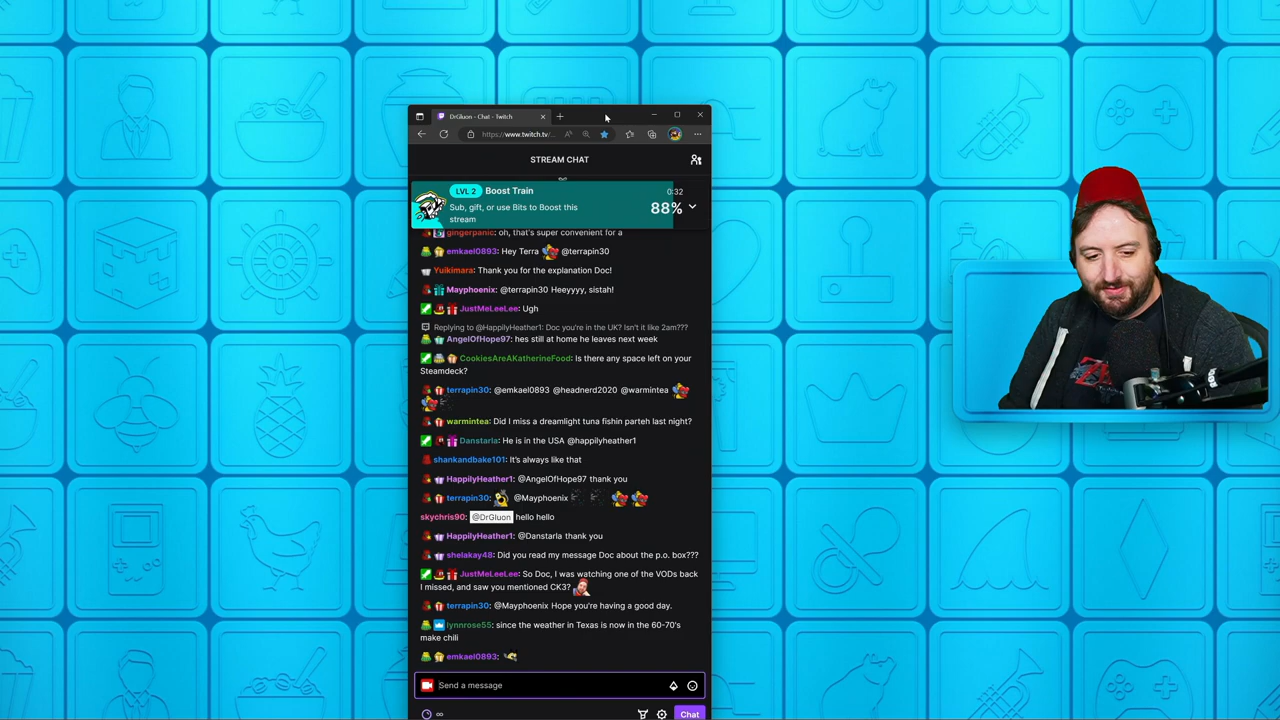 DrGluon - Chat - Twitch
https://www.twitch.tv/...
STREAM CHAT
LVL 2 Boost Train 0:32
Sub, gift, or use Bits to Boost this 88%
stream
gingerpanic: oh, that's super convenient for a
emkael0893: Hey Terra @terrapin30
Yuikimara: Thank you for the explanation Doc!
Mayphoenix: @terrapin30 Heeyyyy, sistah!
JustMeLeeLee: Ugh
Replying to @HappilyHeather1: Doc you're in the UK? Isn't it like 2am???
AngelOfHope97: hes still at home he leaves next week
CookiesAreAKatherineFood: Is there any space left on your
Steamdeck?
terrapin30: @emkael0893 @headnerd2020 @warmintea
warmintea: Did I miss a dreamlight tuna fishin parteh last night?
Danstarla: He is in the USA @happilyheather1
shankandbake101: It's always like that
HappilyHeather1: @AngelOfHope97 thank you
terrapin30: @Mayphoenix
skychris90: @DrGluon hello hello
HappilyHeather1: @Danstarla thank you
shelakay48: Did you read my message Doc about the p.o. box???
JustMeLeeLee: So Doc, I was watching one of the VODs back
I missed, and saw you mentioned CK3?
terrapin30: @Mayphoenix Hope you're having a good day.
lynnrose55: since the weather in Texas is now in the 60-70's
make chili
emkael0893:
Send a message
∞
Chat